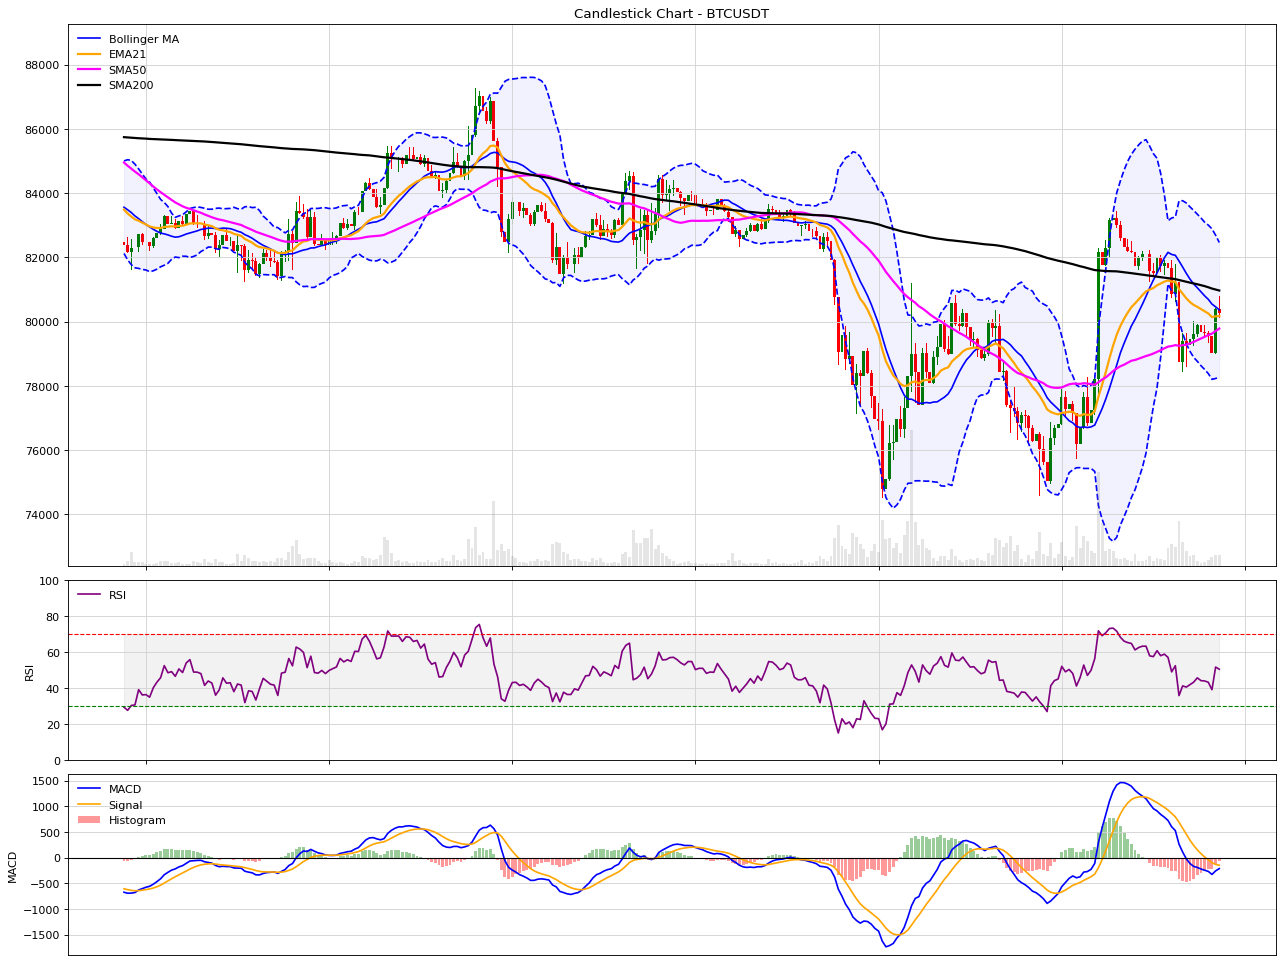 Candlestick Chart - BTCUSDT
Bollinger MA
EMA21
SMA50
SMA200
88000
86000
84000
82000
80000
78000
76000
74000
RSI
100
80
60
40
20
0
RSI
MACD
Signal
Histogram
1500
1000
500
0
−500
−1000
−1500
MACD